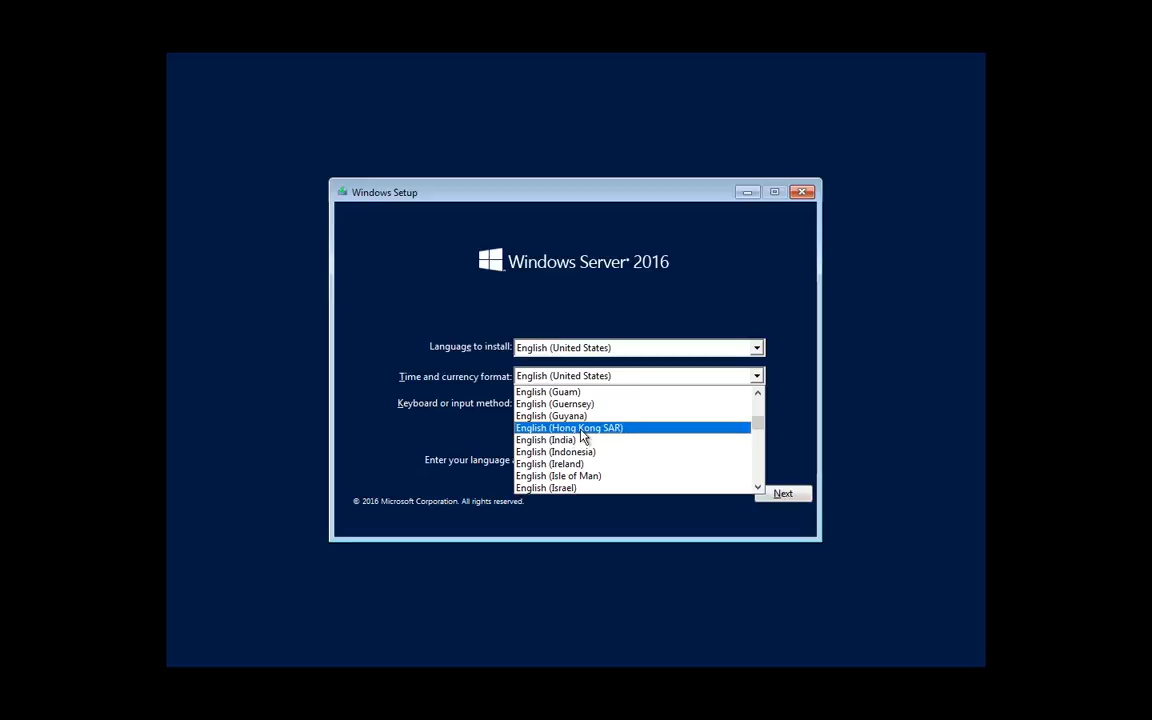 Windows Setup
Windows Server 2016
Language to install: English (United States)
Time and currency format: English (United States)
English (Guam)
English (Guernsey)
Keyboard or input method:
English (Guyana)
English (Hong Kong SAR)
English (India)
English (Indonesia)
Enter your language
English (Ireland)
English (Isle of Man)
English (Israel)
Next
© 2016 Microsoft Corporation. All rights reserved.